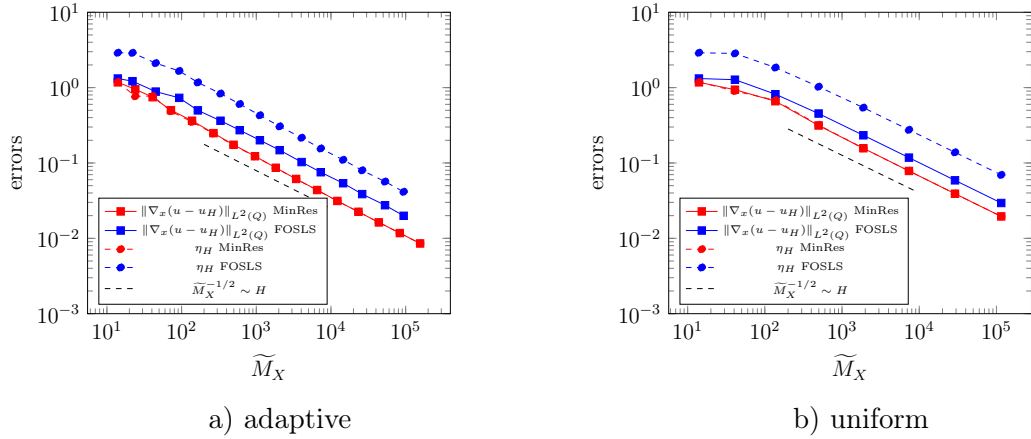 10^1
10^0
10^−1
10^−2
10^−3
errors
‖∇_x(u − u_H)‖_{L^2(Q)} MinRes
‖∇_x(u − u_H)‖_{L^2(Q)} FOSLS
η_H MinRes
η_H FOSLS
M̃_X^{−1/2} ∼ H
10^1 10^2 10^3 10^4 10^5
M̃_X
a) adaptive
10^1
10^0
10^−1
10^−2
10^−3
errors
‖∇_x(u − u_H)‖_{L^2(Q)} MinRes
‖∇_x(u − u_H)‖_{L^2(Q)} FOSLS
η_H MinRes
η_H FOSLS
M̃_X^{−1/2} ∼ H
10^1 10^2 10^3 10^4 10^5
M̃_X
b) uniform